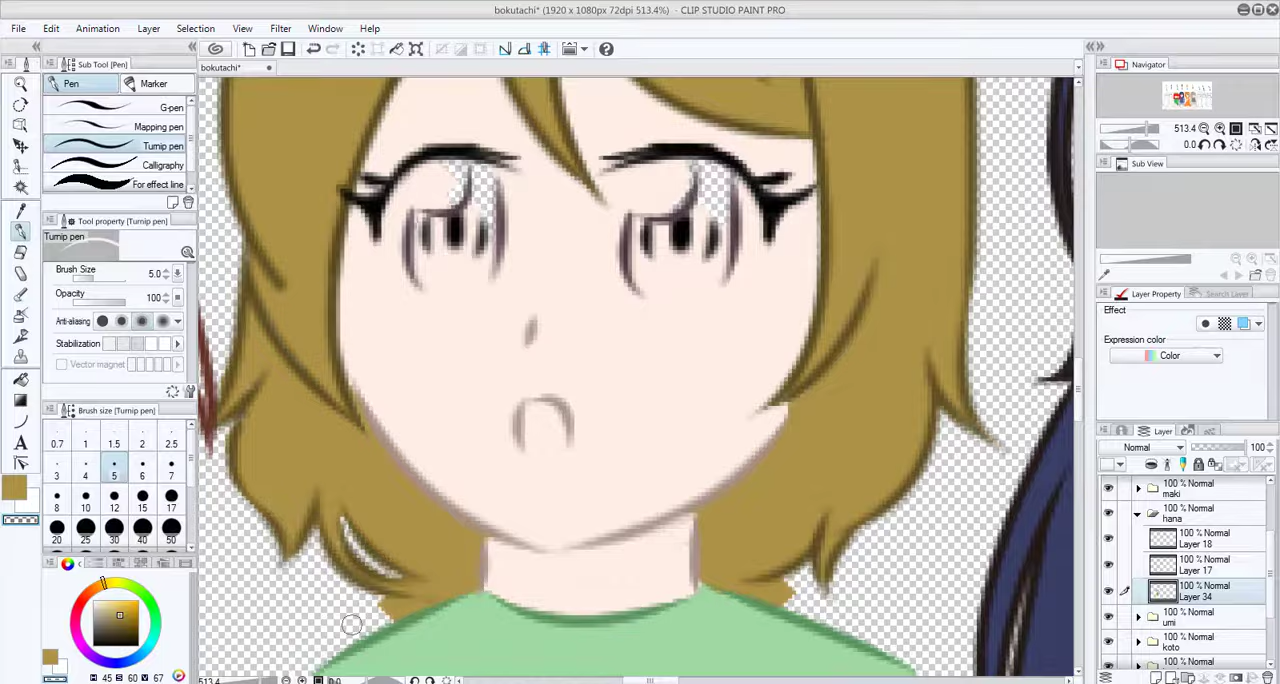 bokutachi* (1920 x 1080px 72dpi 513.4%) - CLIP STUDIO PAINT PRO
File Edit Animation Layer Selection View Filter Window Help
Sub Tool [Pen]
bokutachi*
Navigator
Pen Marker
G-pen
Mapping pen
Turnip pen
Calligraphy
For effect line
513.4
0.0
Sub View
Tool property [Turnip pen]
Turnip pen
Brush Size 5.0
Opacity 100
Anti-aliasing
Stabilization
Vector magnet
Layer Property Search Layer
Effect
Expression color
Color
Brush size [Turnip pen]
0.7 1 1.5 2 2.5
3 4 5 6 7
8 10 12 15 17
20 25 30 40 50
Layer
Normal 100
100 % Normal
maki
100 % Normal
hana
100 % Normal
Layer 18
100 % Normal
Layer 17
100 % Normal
Layer 34
100 % Normal
umi
100 % Normal
koto
100 % Normal
H 45 S 60 V 67
513.4 0.0